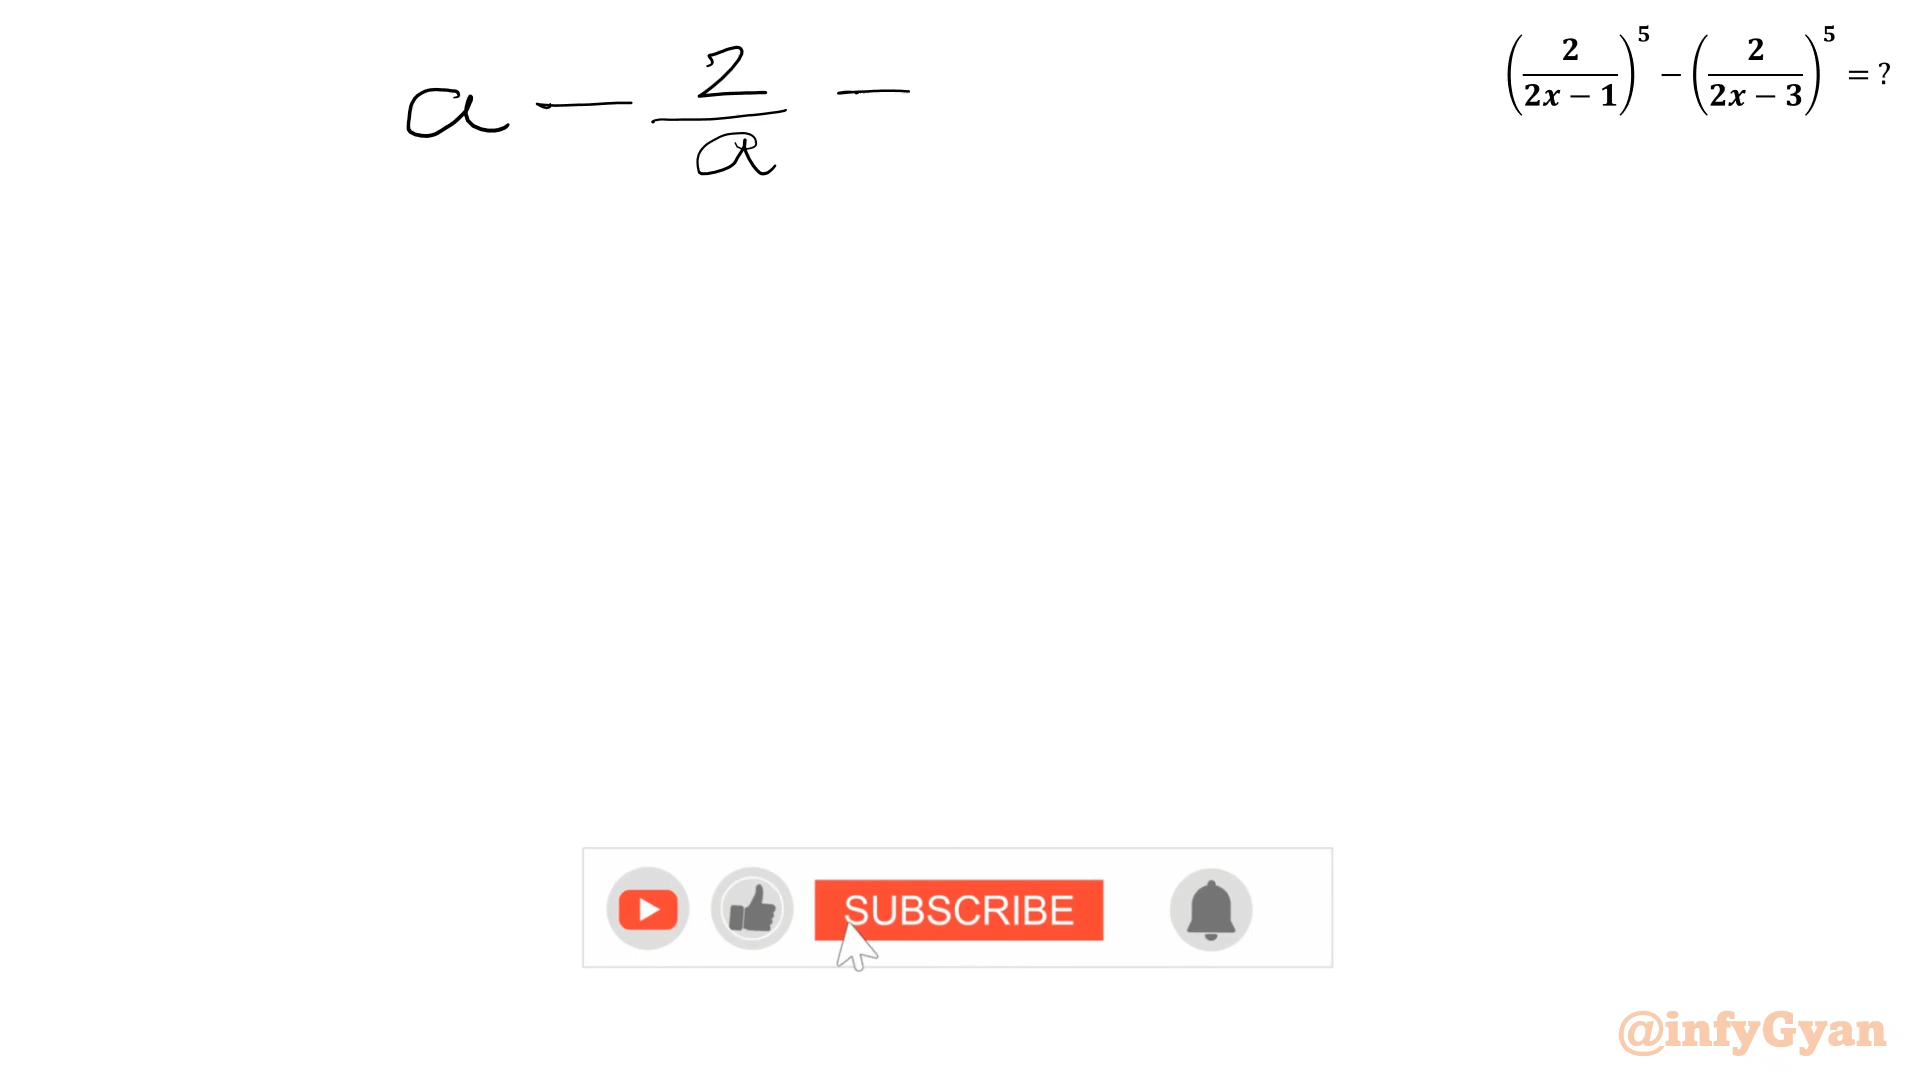 a - 2/a -
(2/(2x - 1))^5 - (2/(2x - 3))^5 = ?
SUBSCRIBE
@infyGyan